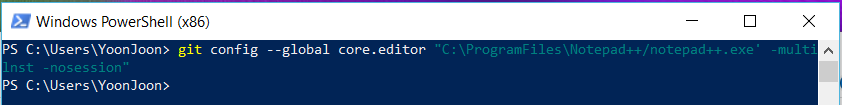 Windows PowerShell (x86)
PS C:\Users\YoonJoon> git config --global core.editor "C:\ProgramFiles\Notepad++/notepad++.exe' -multi
lnst -nosession"
PS C:\Users\YoonJoon>